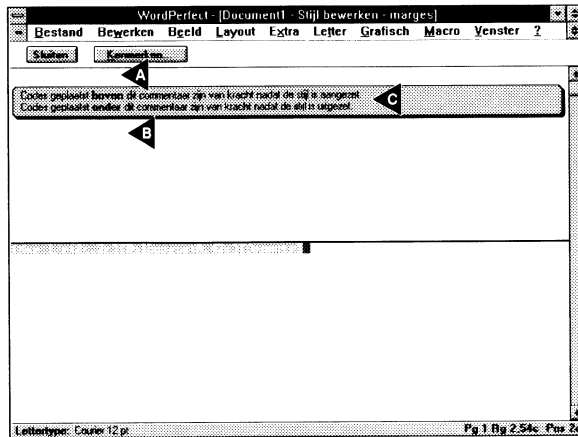 WordPerfect - [Document1 - Stijl bewerken - marges]
Bestand Bewerken Beeld Layout Extra Letter Grafisch Macro Venster ?
Sluiten Kenmerken
A
Codes geplaatst boven dit commentaar zijn van kracht nadat de stijl is aangezet.
Codes geplaatst onder dit commentaar zijn van kracht nadat de stijl is uitgezet.
C
B
Lettertype: Courier 12 pt Pg 1 Rg 2,54c Pos 2